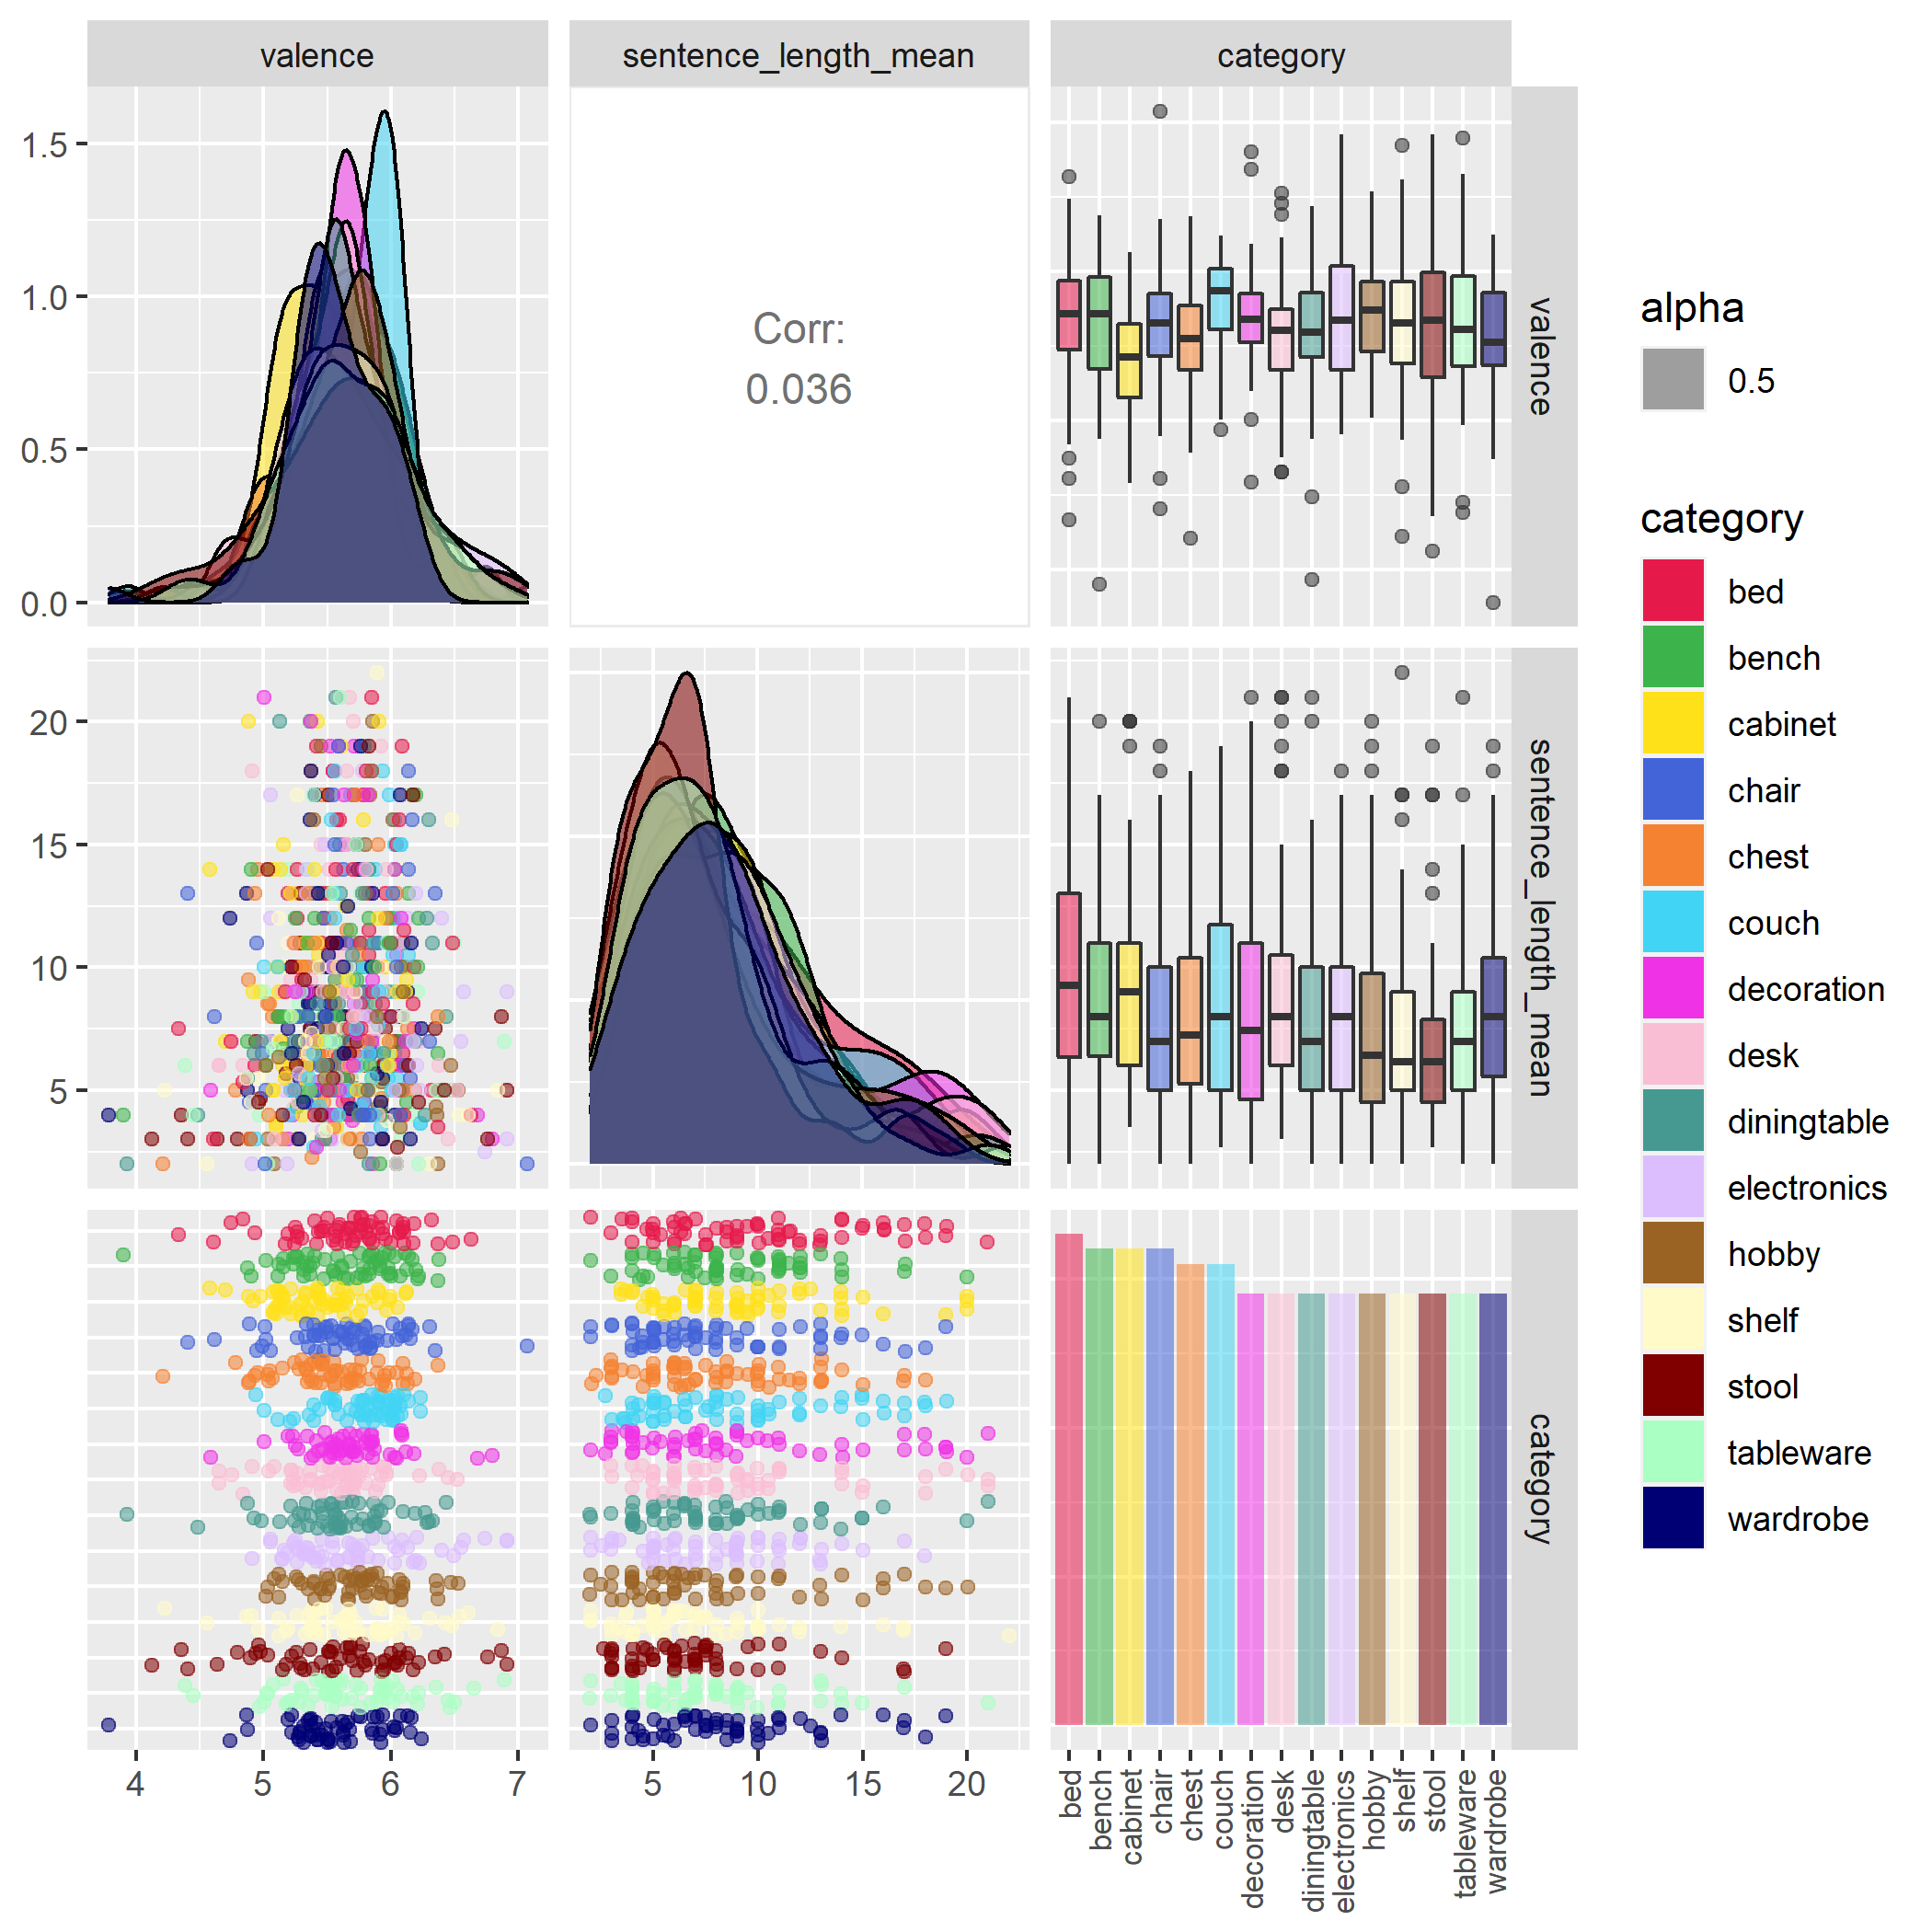 valence
sentence_length_mean
category
1.5
1.0
0.5
0.0
Corr:
0.036
valence
20
15
10
5
sentence_length_mean
category
4
5
6
7
5
10
15
20
bed
bench
cabinet
chair
chest
couch
decoration
desk
diningtable
electronics
hobby
shelf
stool
tableware
wardrobe
alpha
0.5
category
bed
bench
cabinet
chair
chest
couch
decoration
desk
diningtable
electronics
hobby
shelf
stool
tableware
wardrobe